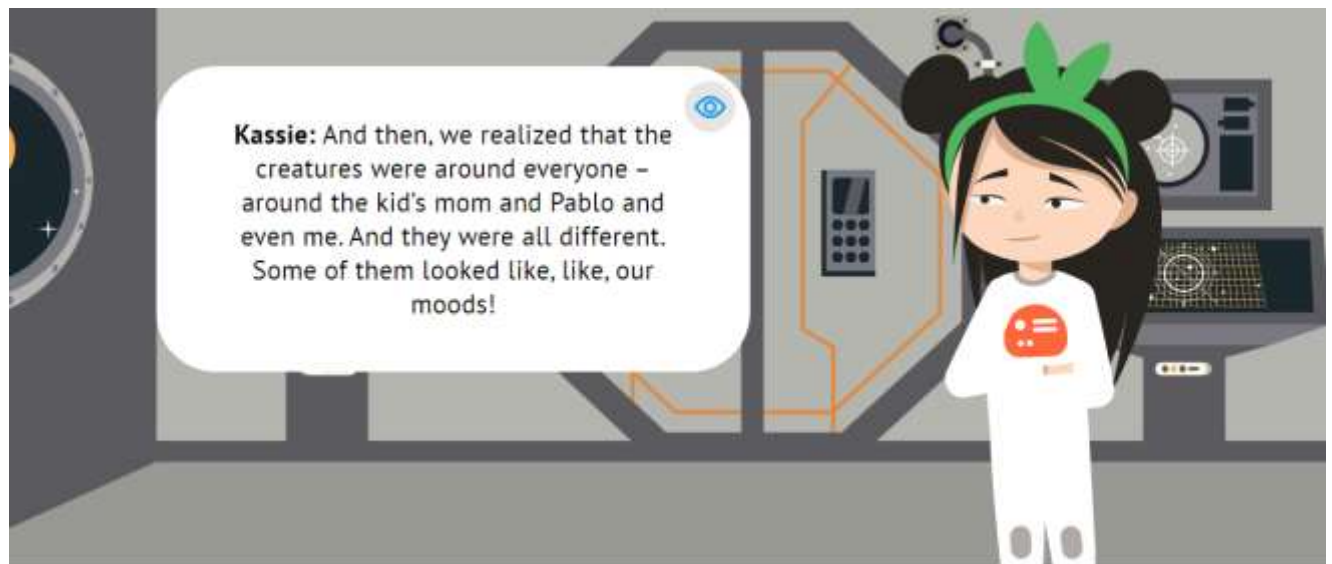 Kassie: And then, we realized that the
creatures were around everyone –
around the kid's mom and Pablo and
even me. And they were all different.
Some of them looked like, like, our
moods!